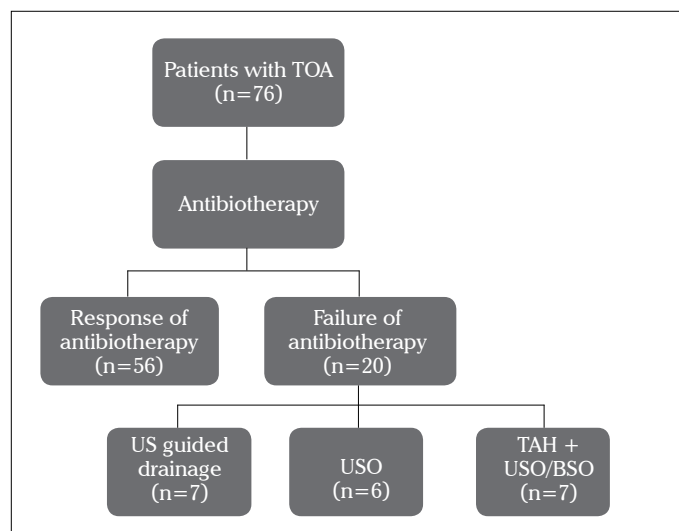 Patients with TOA
(n=76)
Antibiotherapy
Response of
antibiotherapy
(n=56)
Failure of
antibiotherapy
(n=20)
US guided
drainage
(n=7)
USO
(n=6)
TAH +
USO/BSO
(n=7)